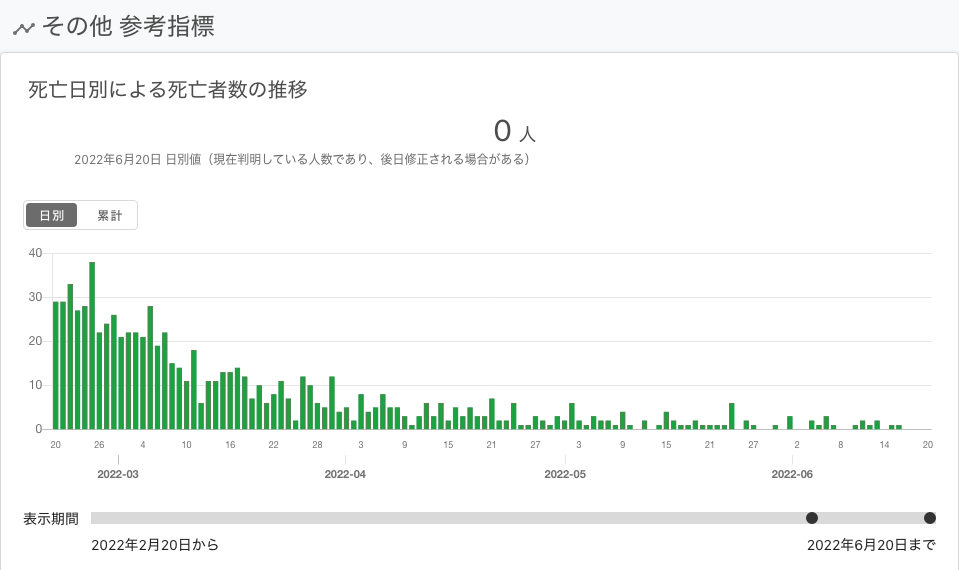 その他 参考指標
死亡日別による死亡者数の推移
0 人
2022年6月20日 日別値（現在判明している人数であり、後日修正される場合がある）
日別 累計
40
30
20
10
0
20 26 4 10 16 22 28 3 9 15 21 27 3 9 15 21 27 2 8 14 20
2022-03 2022-04 2022-05 2022-06
表示期間
2022年2月20日から 2022年6月20日まで